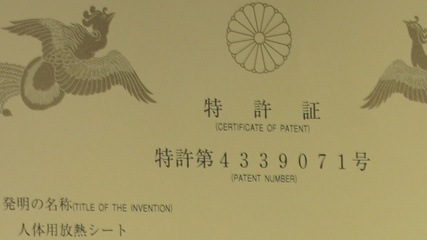 特許証
(CERTIFICATE OF PATENT)
特許第4339071号
(PATENT NUMBER)
発明の名称(TITLE OF THE INVENTION)
人体用放熱シート